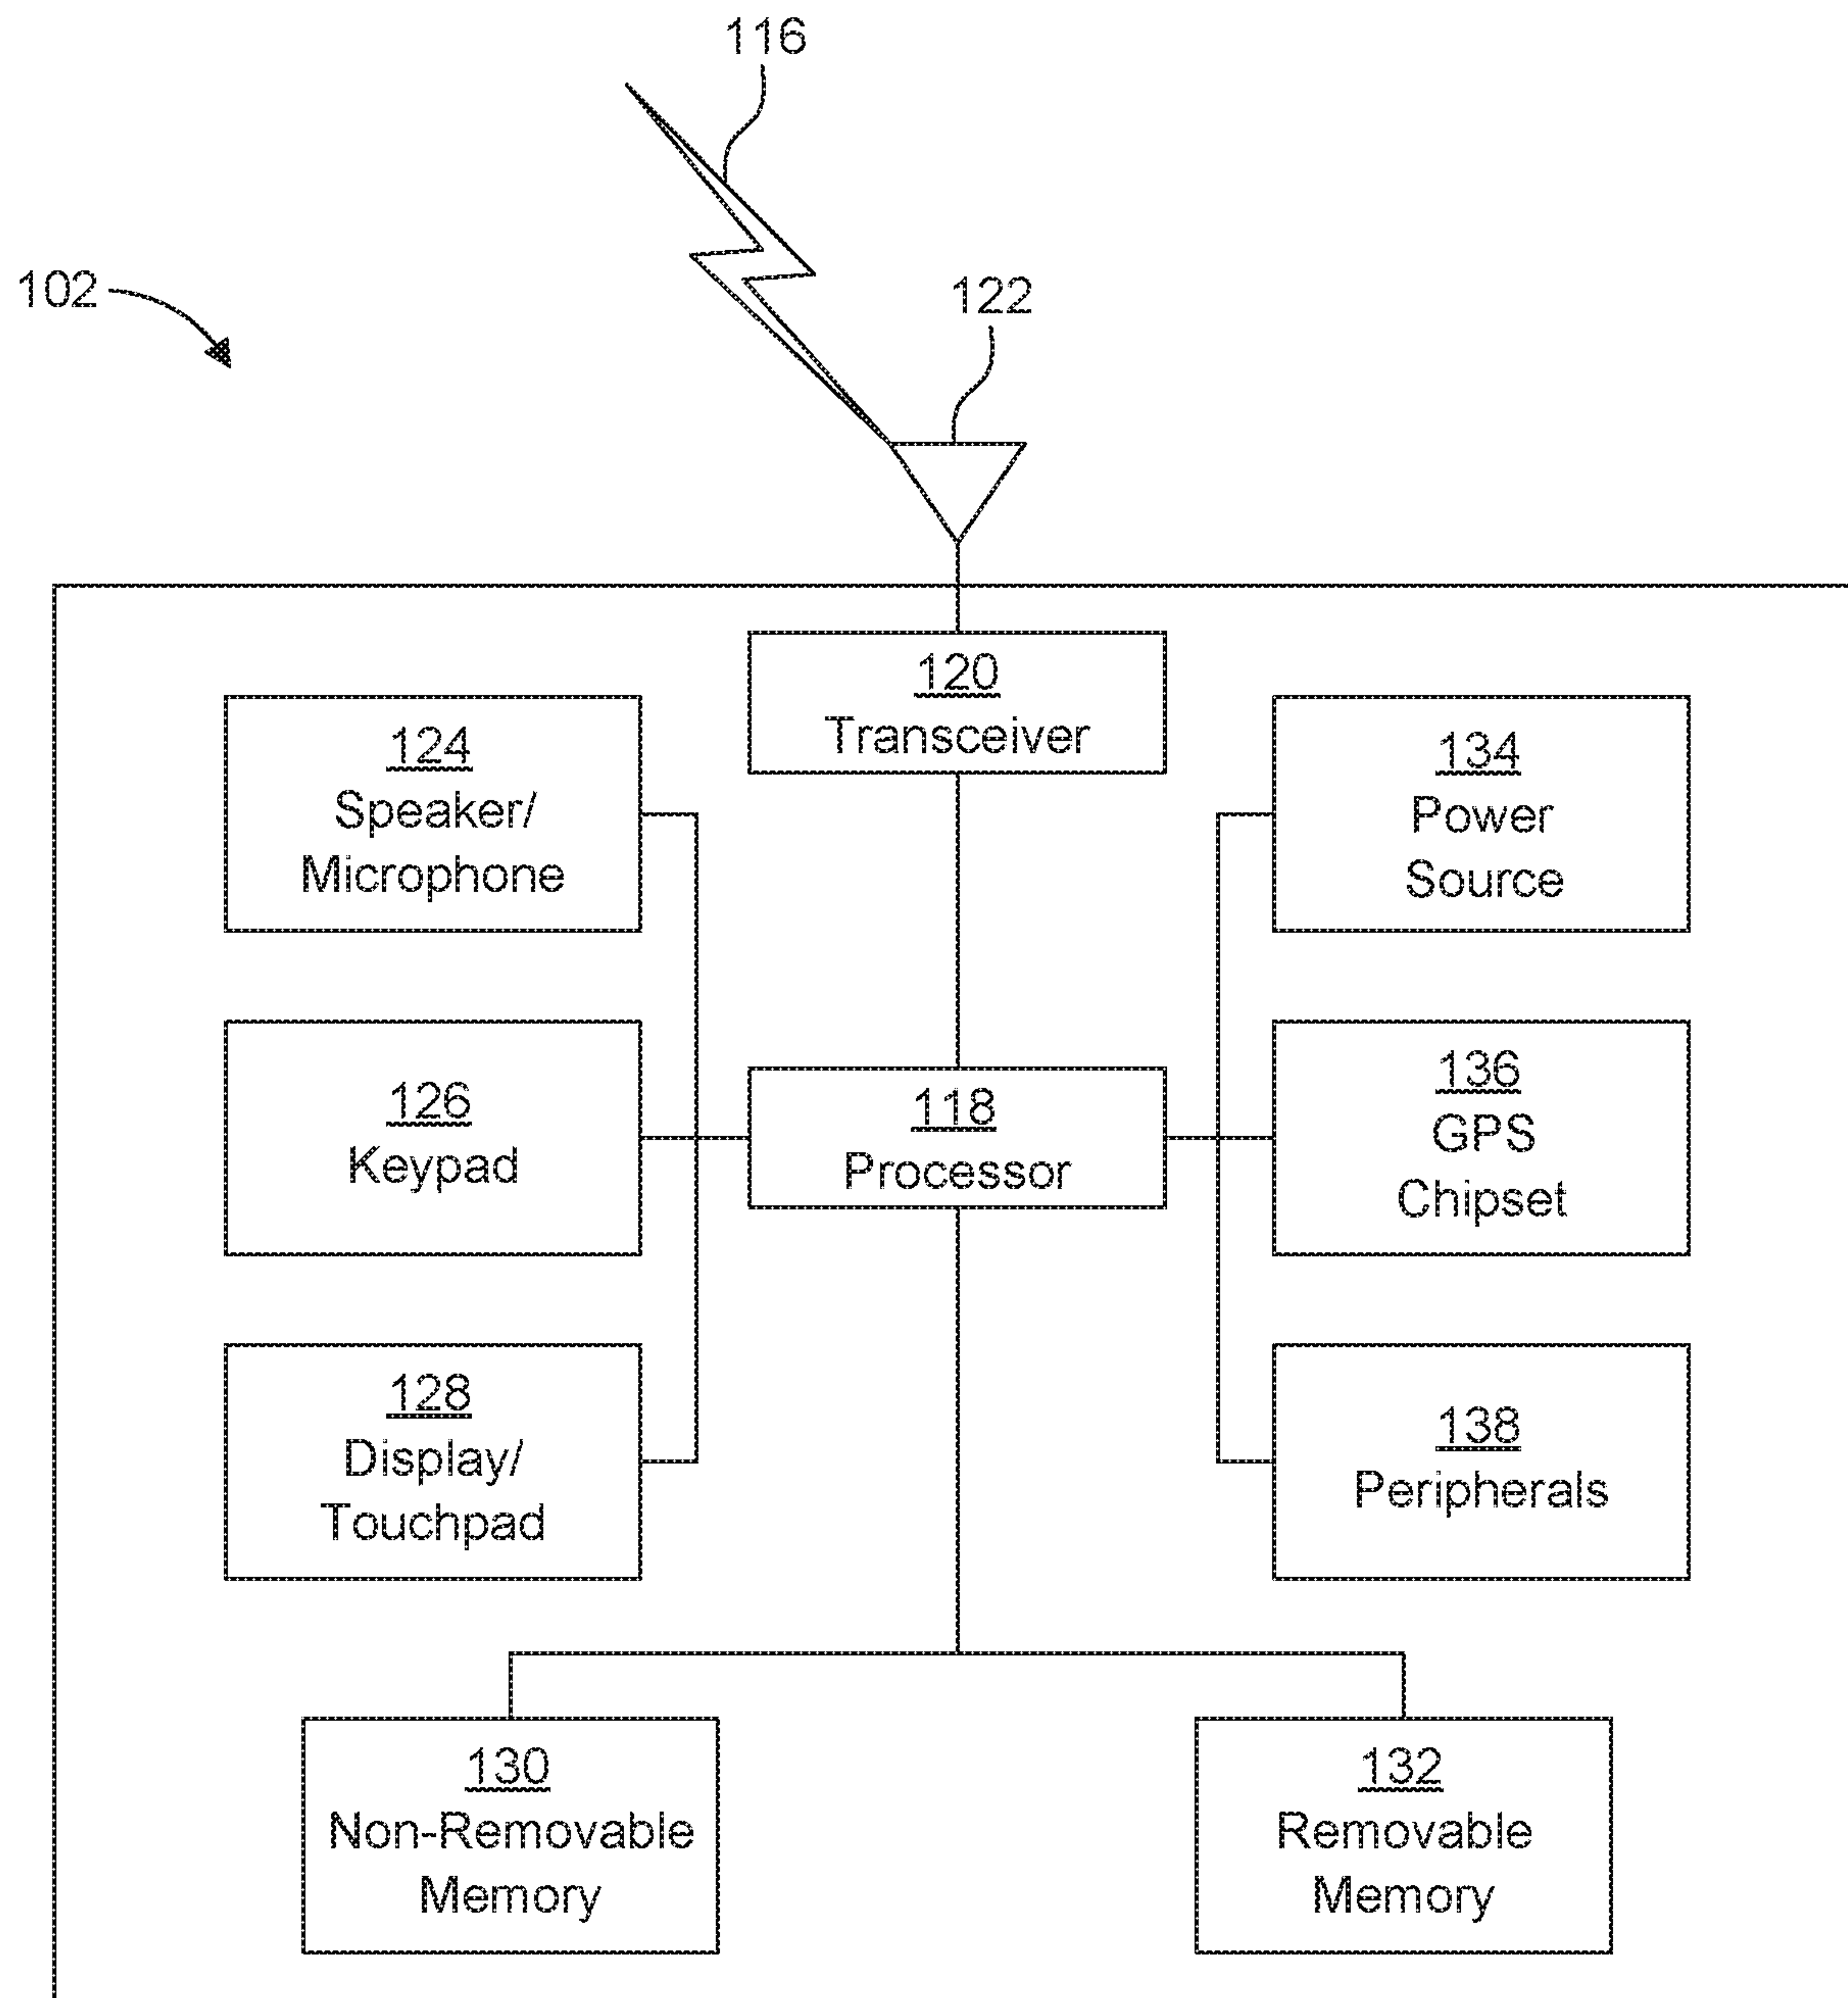 116
102
122
120
Transceiver
124
Speaker/
Microphone
134
Power
Source
126
Keypad
118
Processor
136
GPS
Chipset
128
Display/
Touchpad
138
Peripherals
130
Non-Removable
Memory
132
Removable
Memory